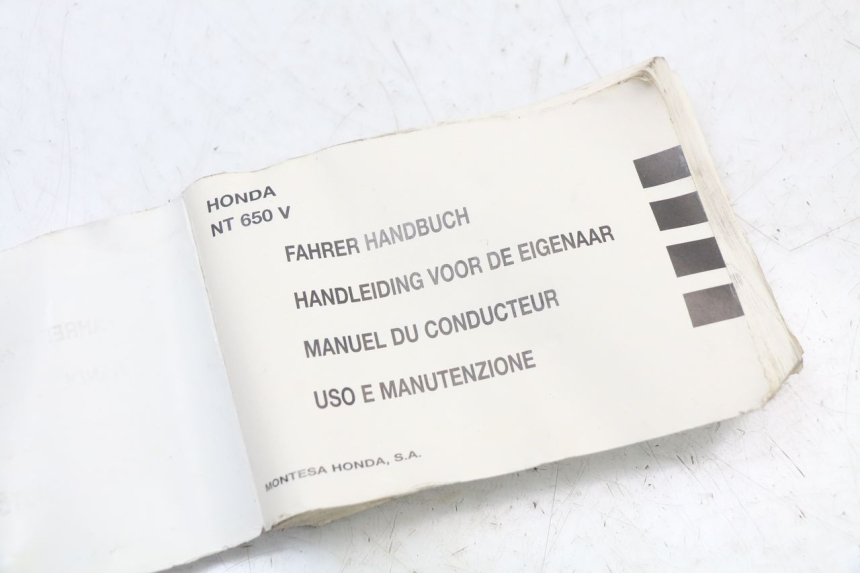 HONDA
NT 650 V
FAHRER HANDBUCH
HANDLEIDING VOOR DE EIGENAAR
MANUEL DU CONDUCTEUR
USO E MANUTENZIONE
MONTESA HONDA, S.A.